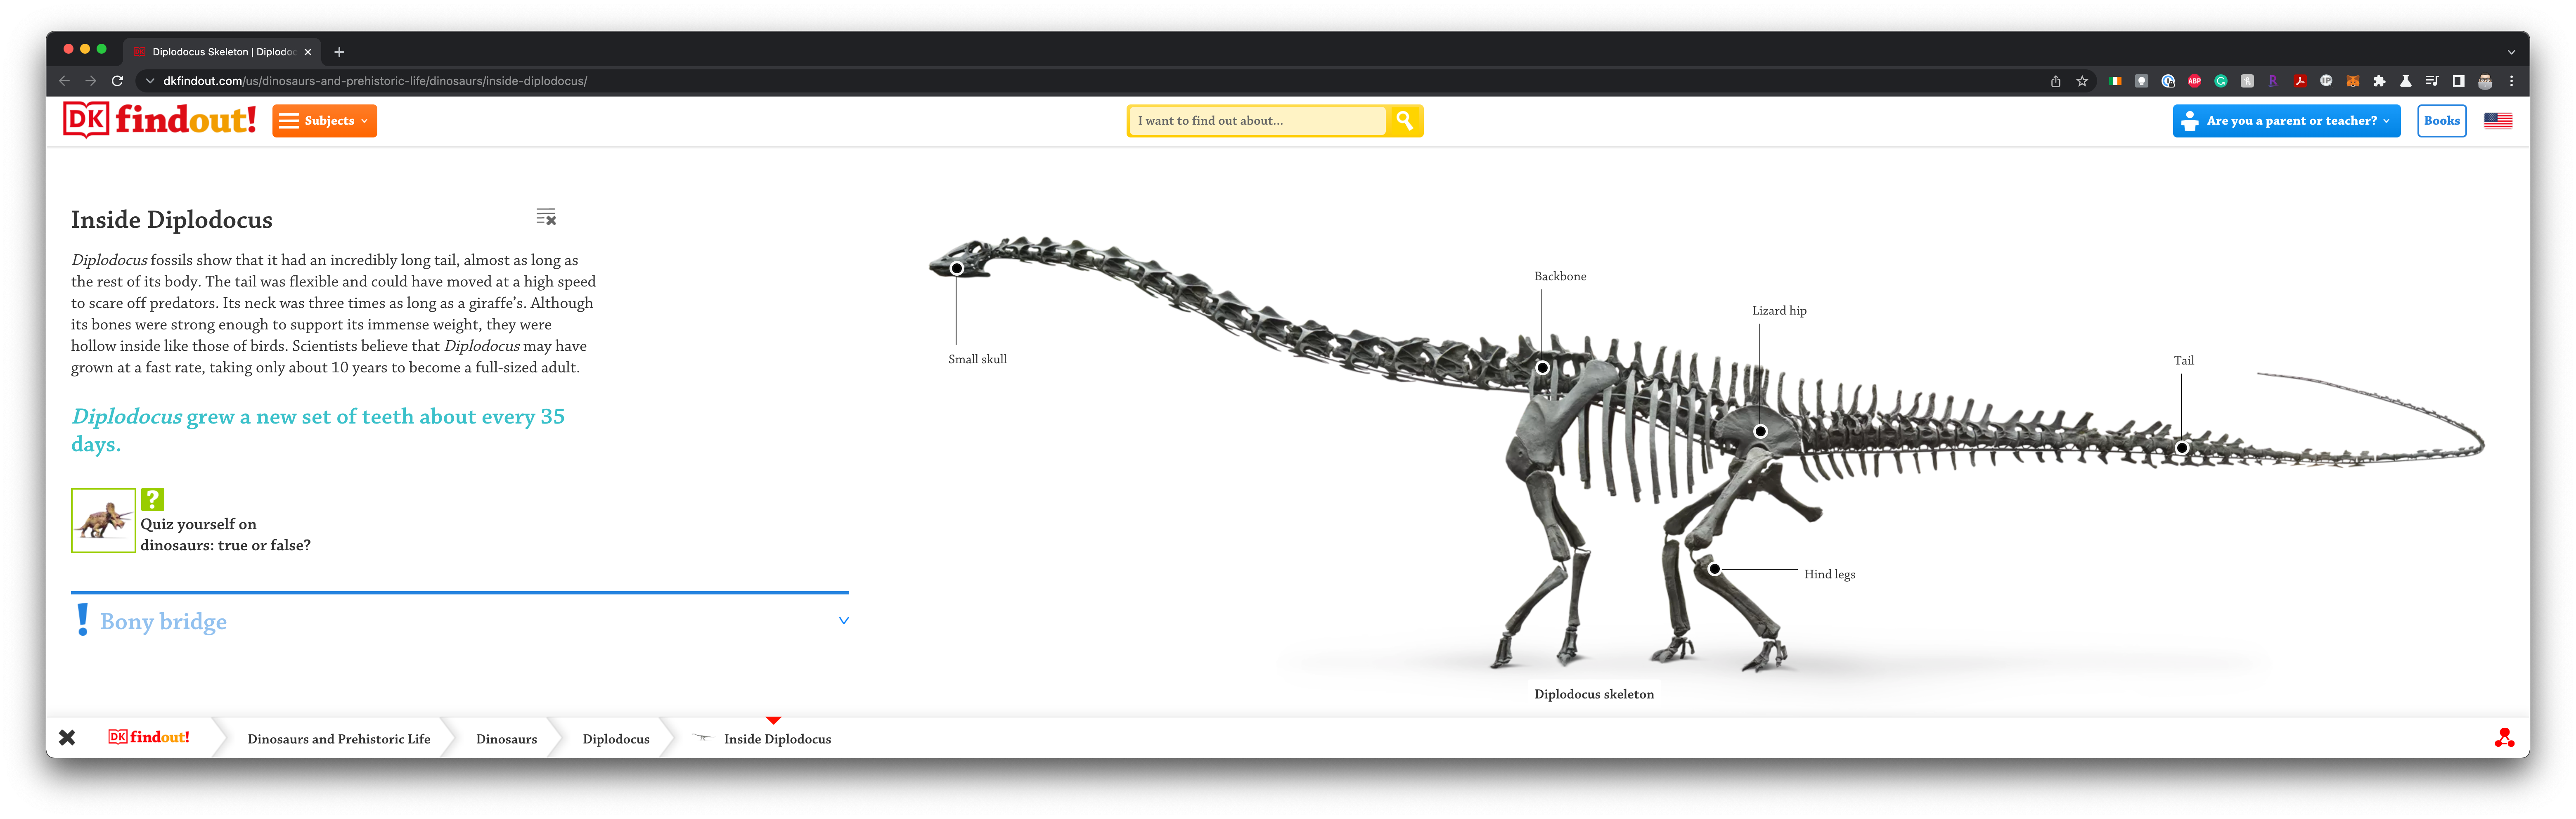 Diplodocus Skeleton | Diplodoc
dkfindout.com/us/dinosaurs-and-prehistoric-life/dinosaurs/inside-diplodocus/
ABP
DK findout!
Subjects
I want to find out about...
Are you a parent or teacher?
Books
Inside Diplodocus
Diplodocus fossils show that it had an incredibly long tail, almost as long as
the rest of its body. The tail was flexible and could have moved at a high speed
to scare off predators. Its neck was three times as long as a giraffe's. Although
its bones were strong enough to support its immense weight, they were
hollow inside like those of birds. Scientists believe that Diplodocus may have
grown at a fast rate, taking only about 10 years to become a full-sized adult.
Diplodocus grew a new set of teeth about every 35
days.
?
Quiz yourself on
dinosaurs: true or false?
! Bony bridge
Small skull
Backbone
Lizard hip
Tail
Hind legs
Diplodocus skeleton
DK findout!
Dinosaurs and Prehistoric Life
Dinosaurs
Diplodocus
Inside Diplodocus